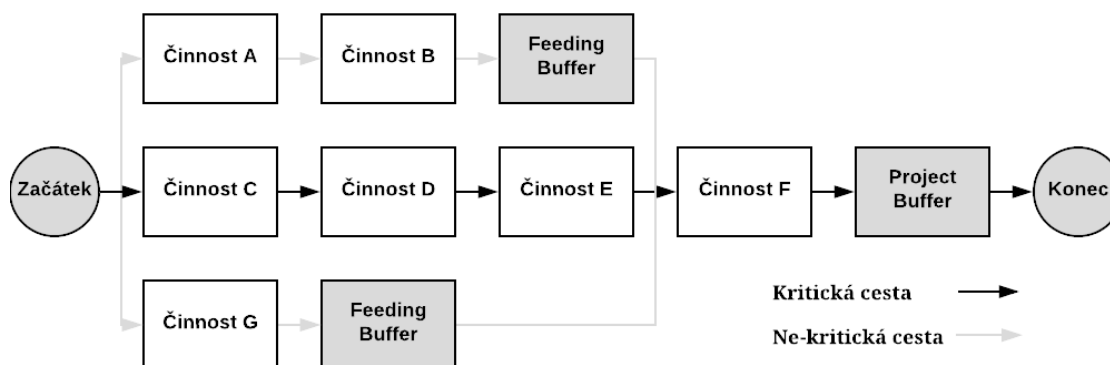 Činnost A
Činnost B
Feeding
Buffer
Začátek
Činnost C
Činnost D
Činnost E
Činnost F
Project
Buffer
Konec
Činnost G
Feeding
Buffer
Kritická cesta
Ne-kritická cesta